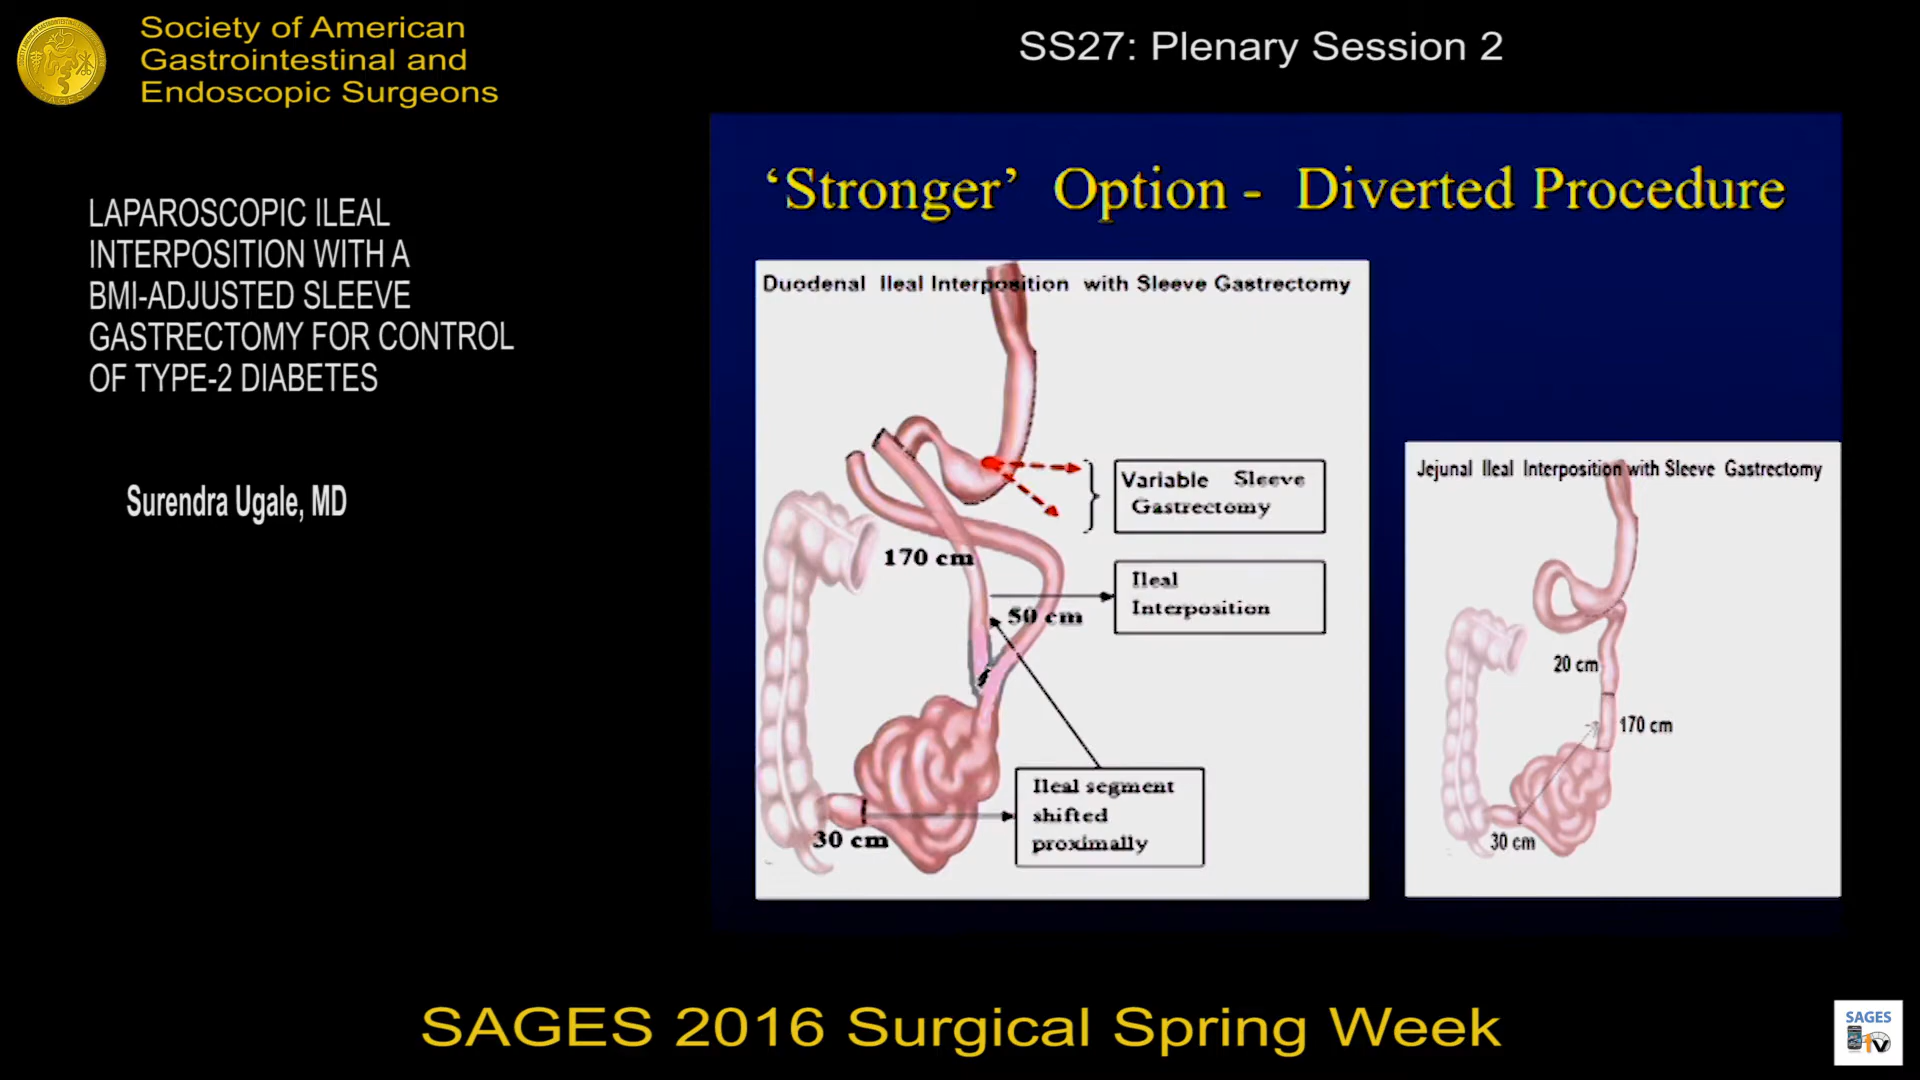 Society of American
Gastrointestinal and
Endoscopic Surgeons
SS27: Plenary Session 2
LAPAROSCOPIC ILEAL
INTERPOSITION WITH A
BMI-ADJUSTED SLEEVE
GASTRECTOMY FOR CONTROL
OF TYPE-2 DIABETES
Surendra Ugale, MD
‘Stronger’ Option - Diverted Procedure
Duodenal Ileal Interposition with Sleeve Gastrectomy
Variable Sleeve
Gastrectomy
170 cm
Ileal
Interposition
50 cm
Ileal segment
shifted
proximally
30 cm
Jejunal Ileal Interposition with Sleeve Gastrectomy
20 cm
170 cm
30 cm
SAGES 2016 Surgical Spring Week
SAGES
TV
SAGES